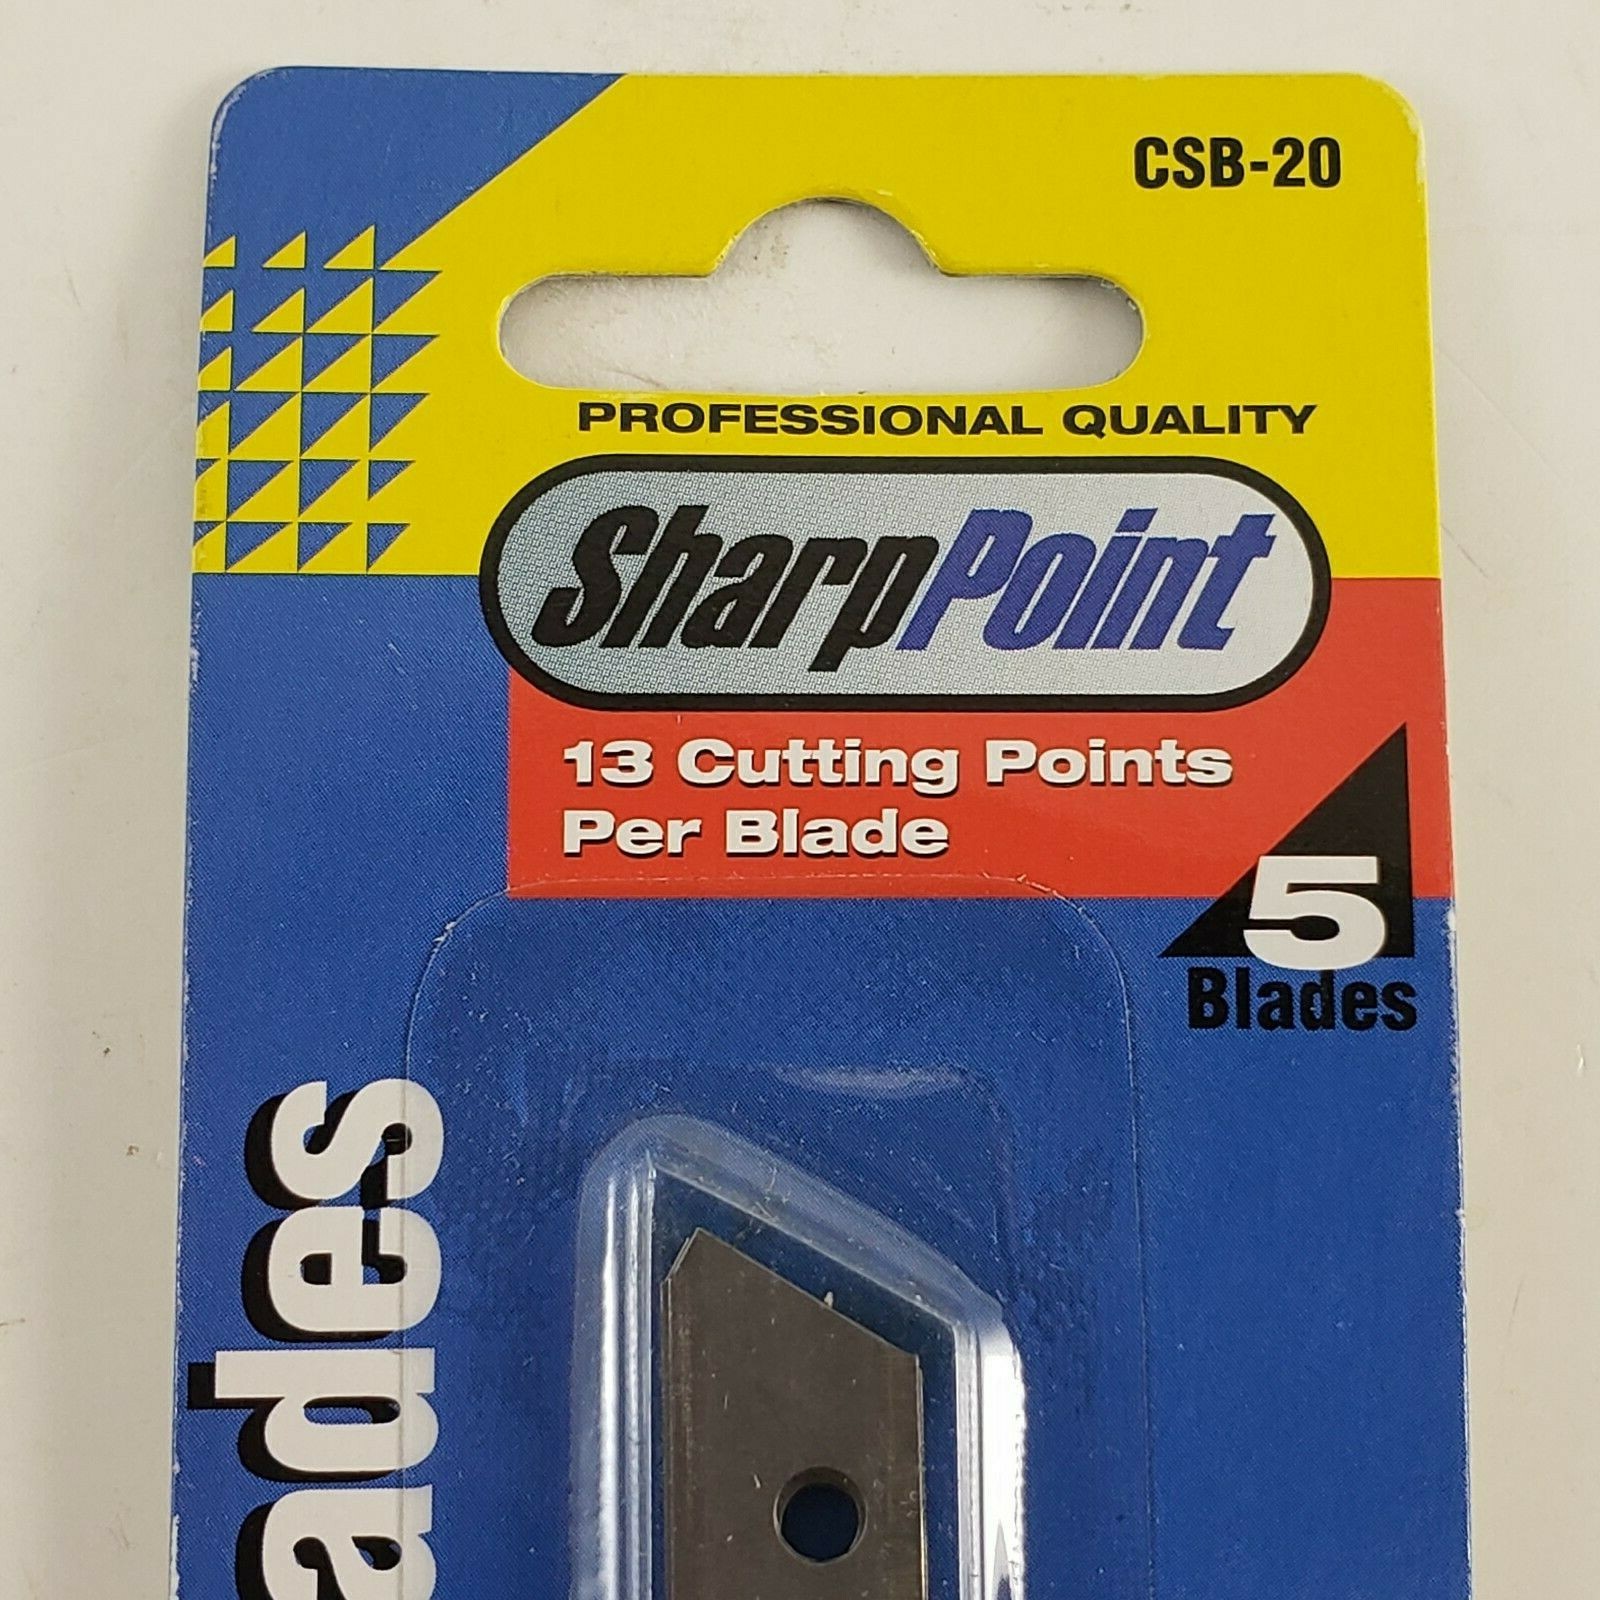 CSB-20
PROFESSIONAL QUALITY
SharpPoint
13 Cutting Points
Per Blade
5
Blades